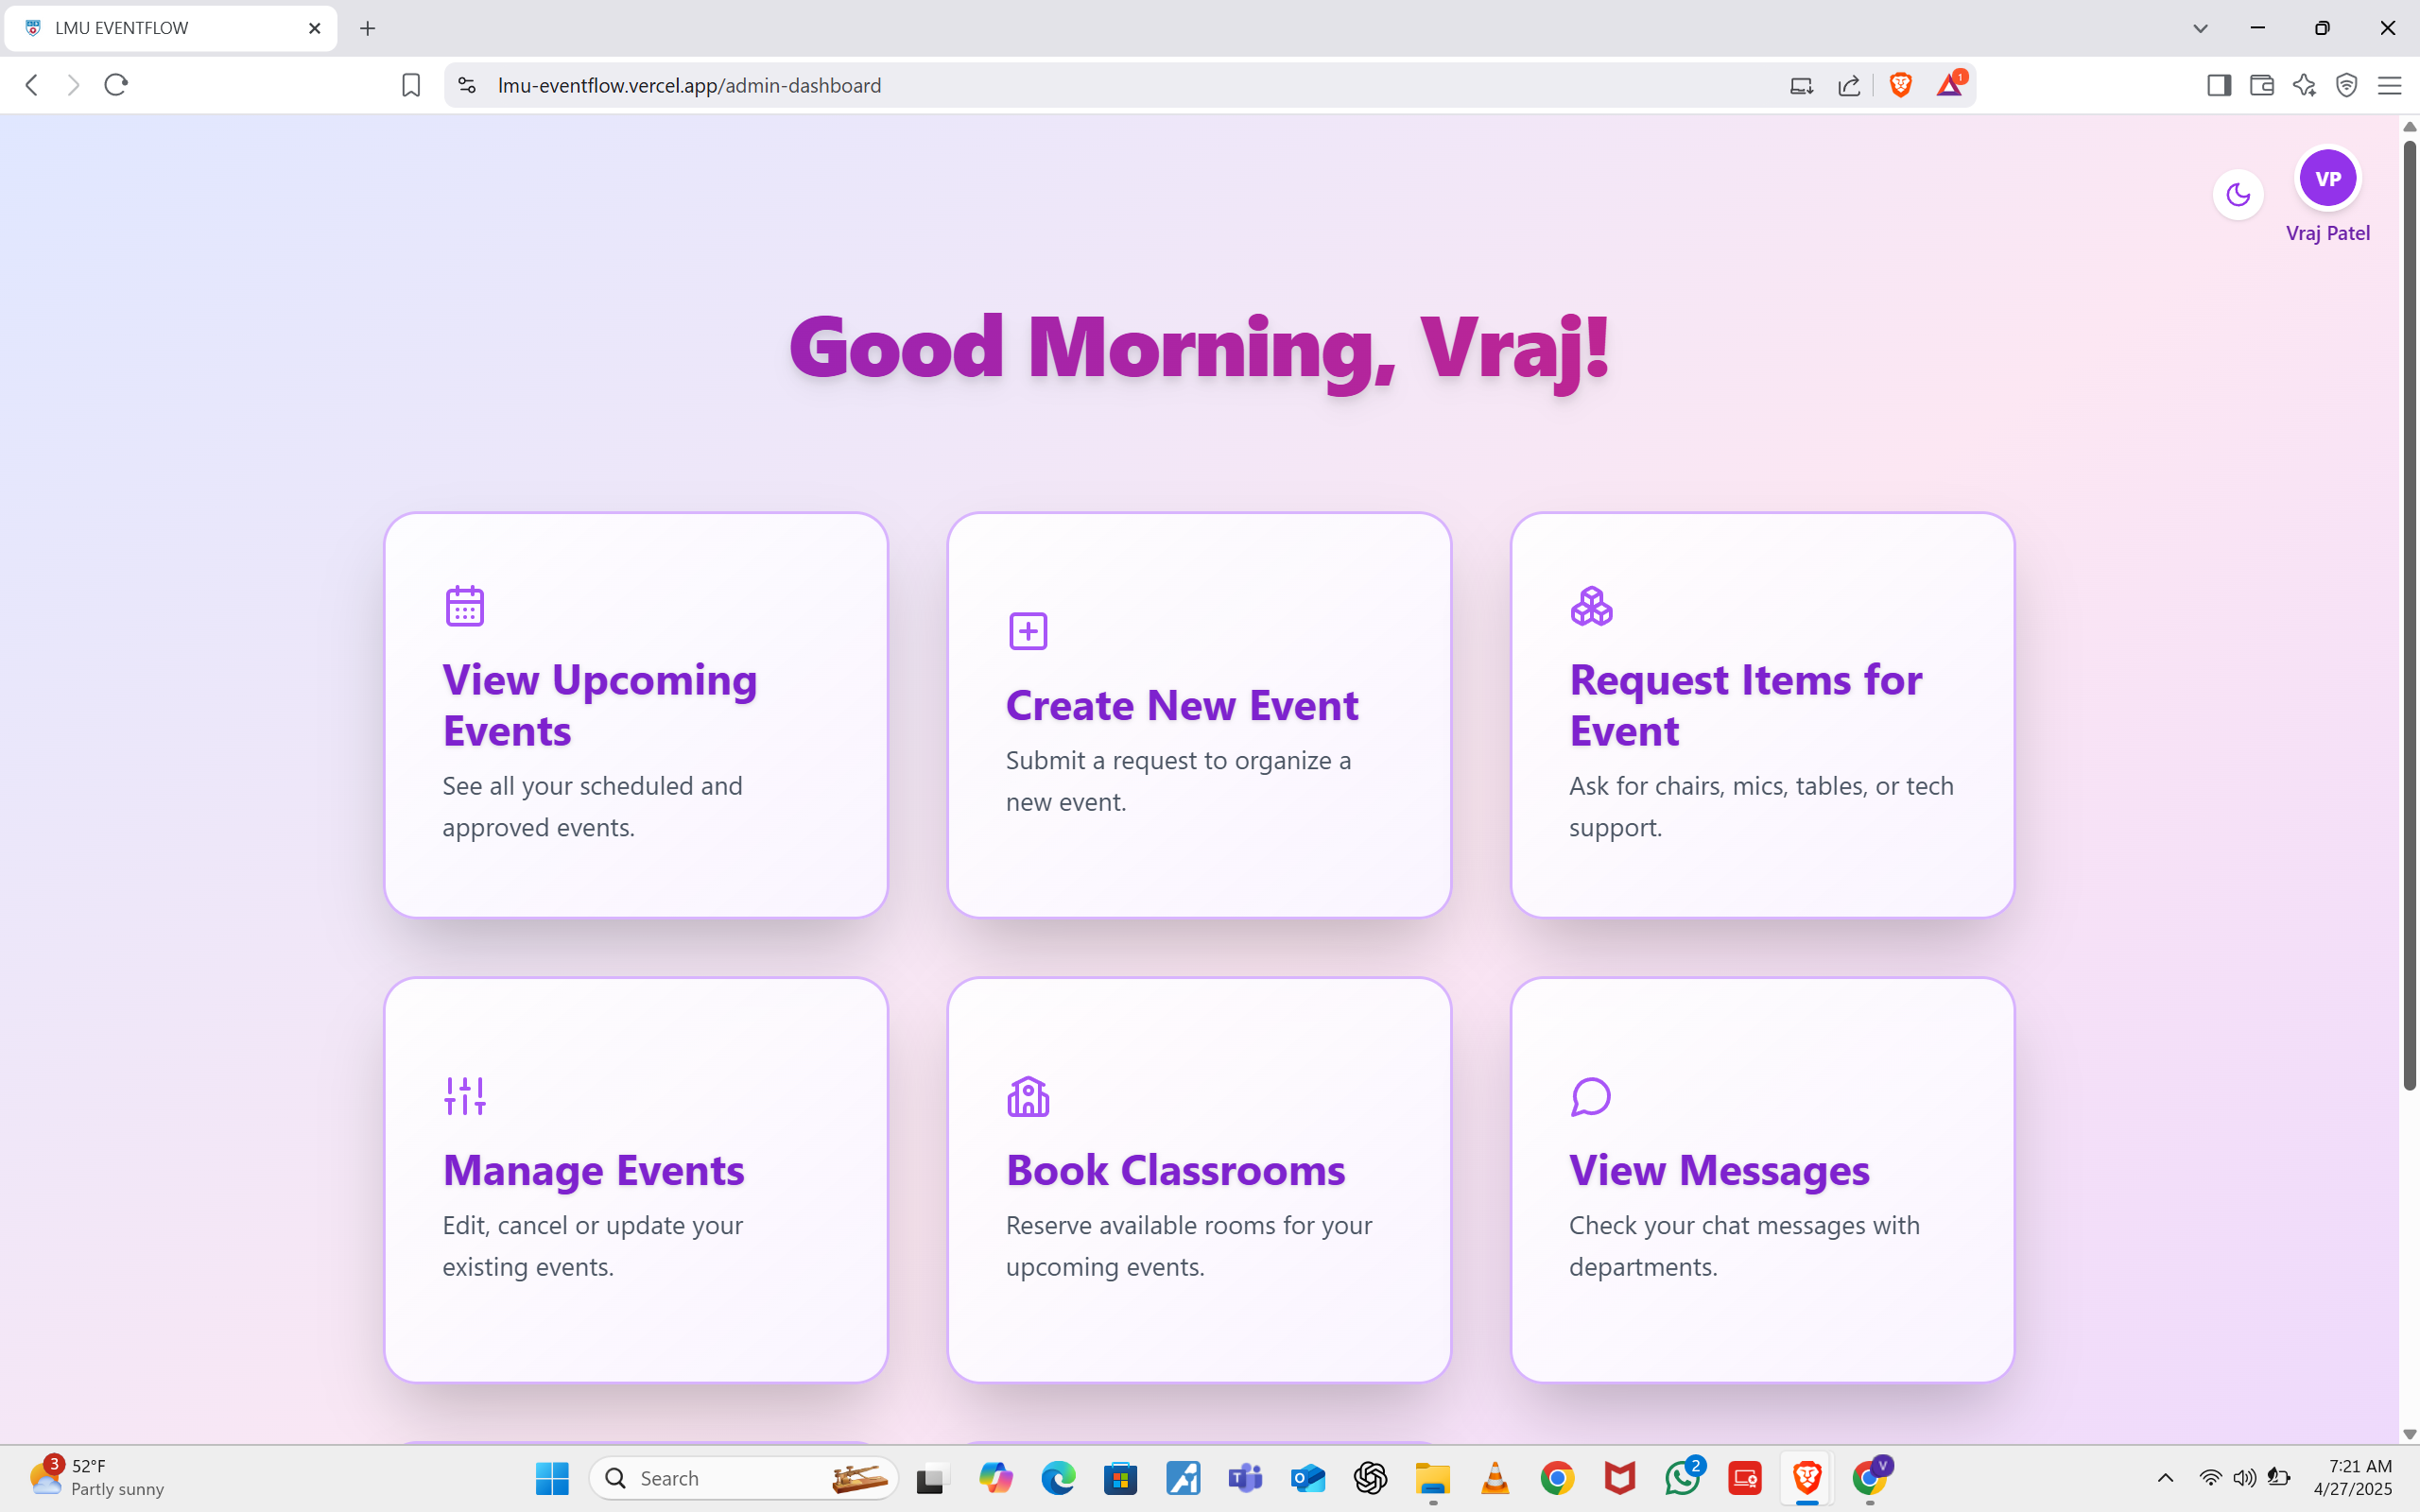 LMU EVENTFLOW
lmu-eventflow.vercel.app/admin-dashboard
1
VP
Vraj Patel
Good Morning, Vraj!
View Upcoming
Events
See all your scheduled and
approved events.
Create New Event
Submit a request to organize a
new event.
Request Items for
Event
Ask for chairs, mics, tables, or tech
support.
Manage Events
Edit, cancel or update your
existing events.
Book Classrooms
Reserve available rooms for your
upcoming events.
View Messages
Check your chat messages with
departments.
3
52°F
Partly sunny
Search
2
V
7:21 AM
4/27/2025